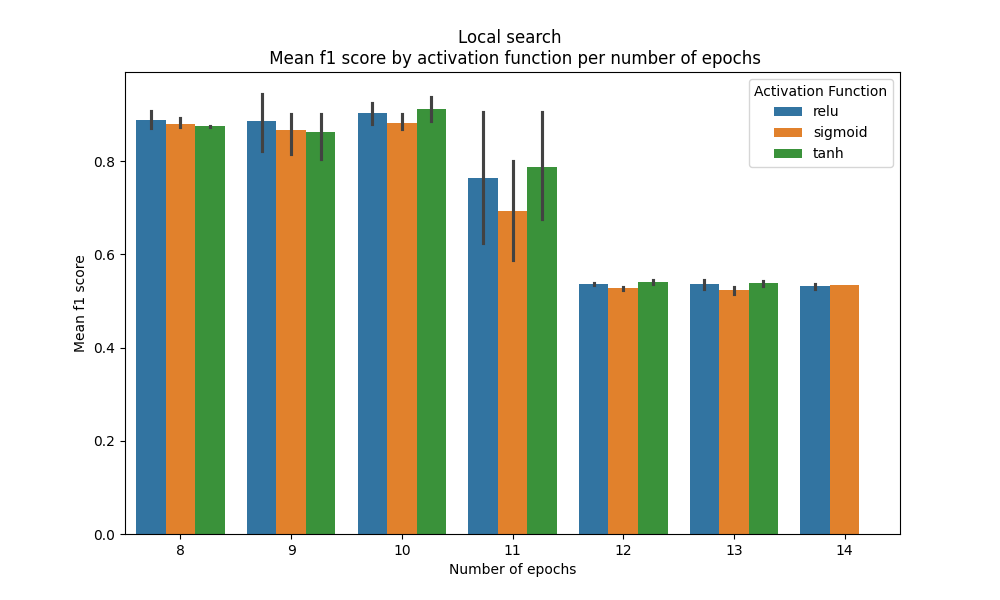 Local search
Mean f1 score by activation function per number of epochs
Activation Function
relu
sigmoid
tanh
Mean f1 score
0.8
0.6
0.4
0.2
0.0
8 9 10 11 12 13 14
Number of epochs